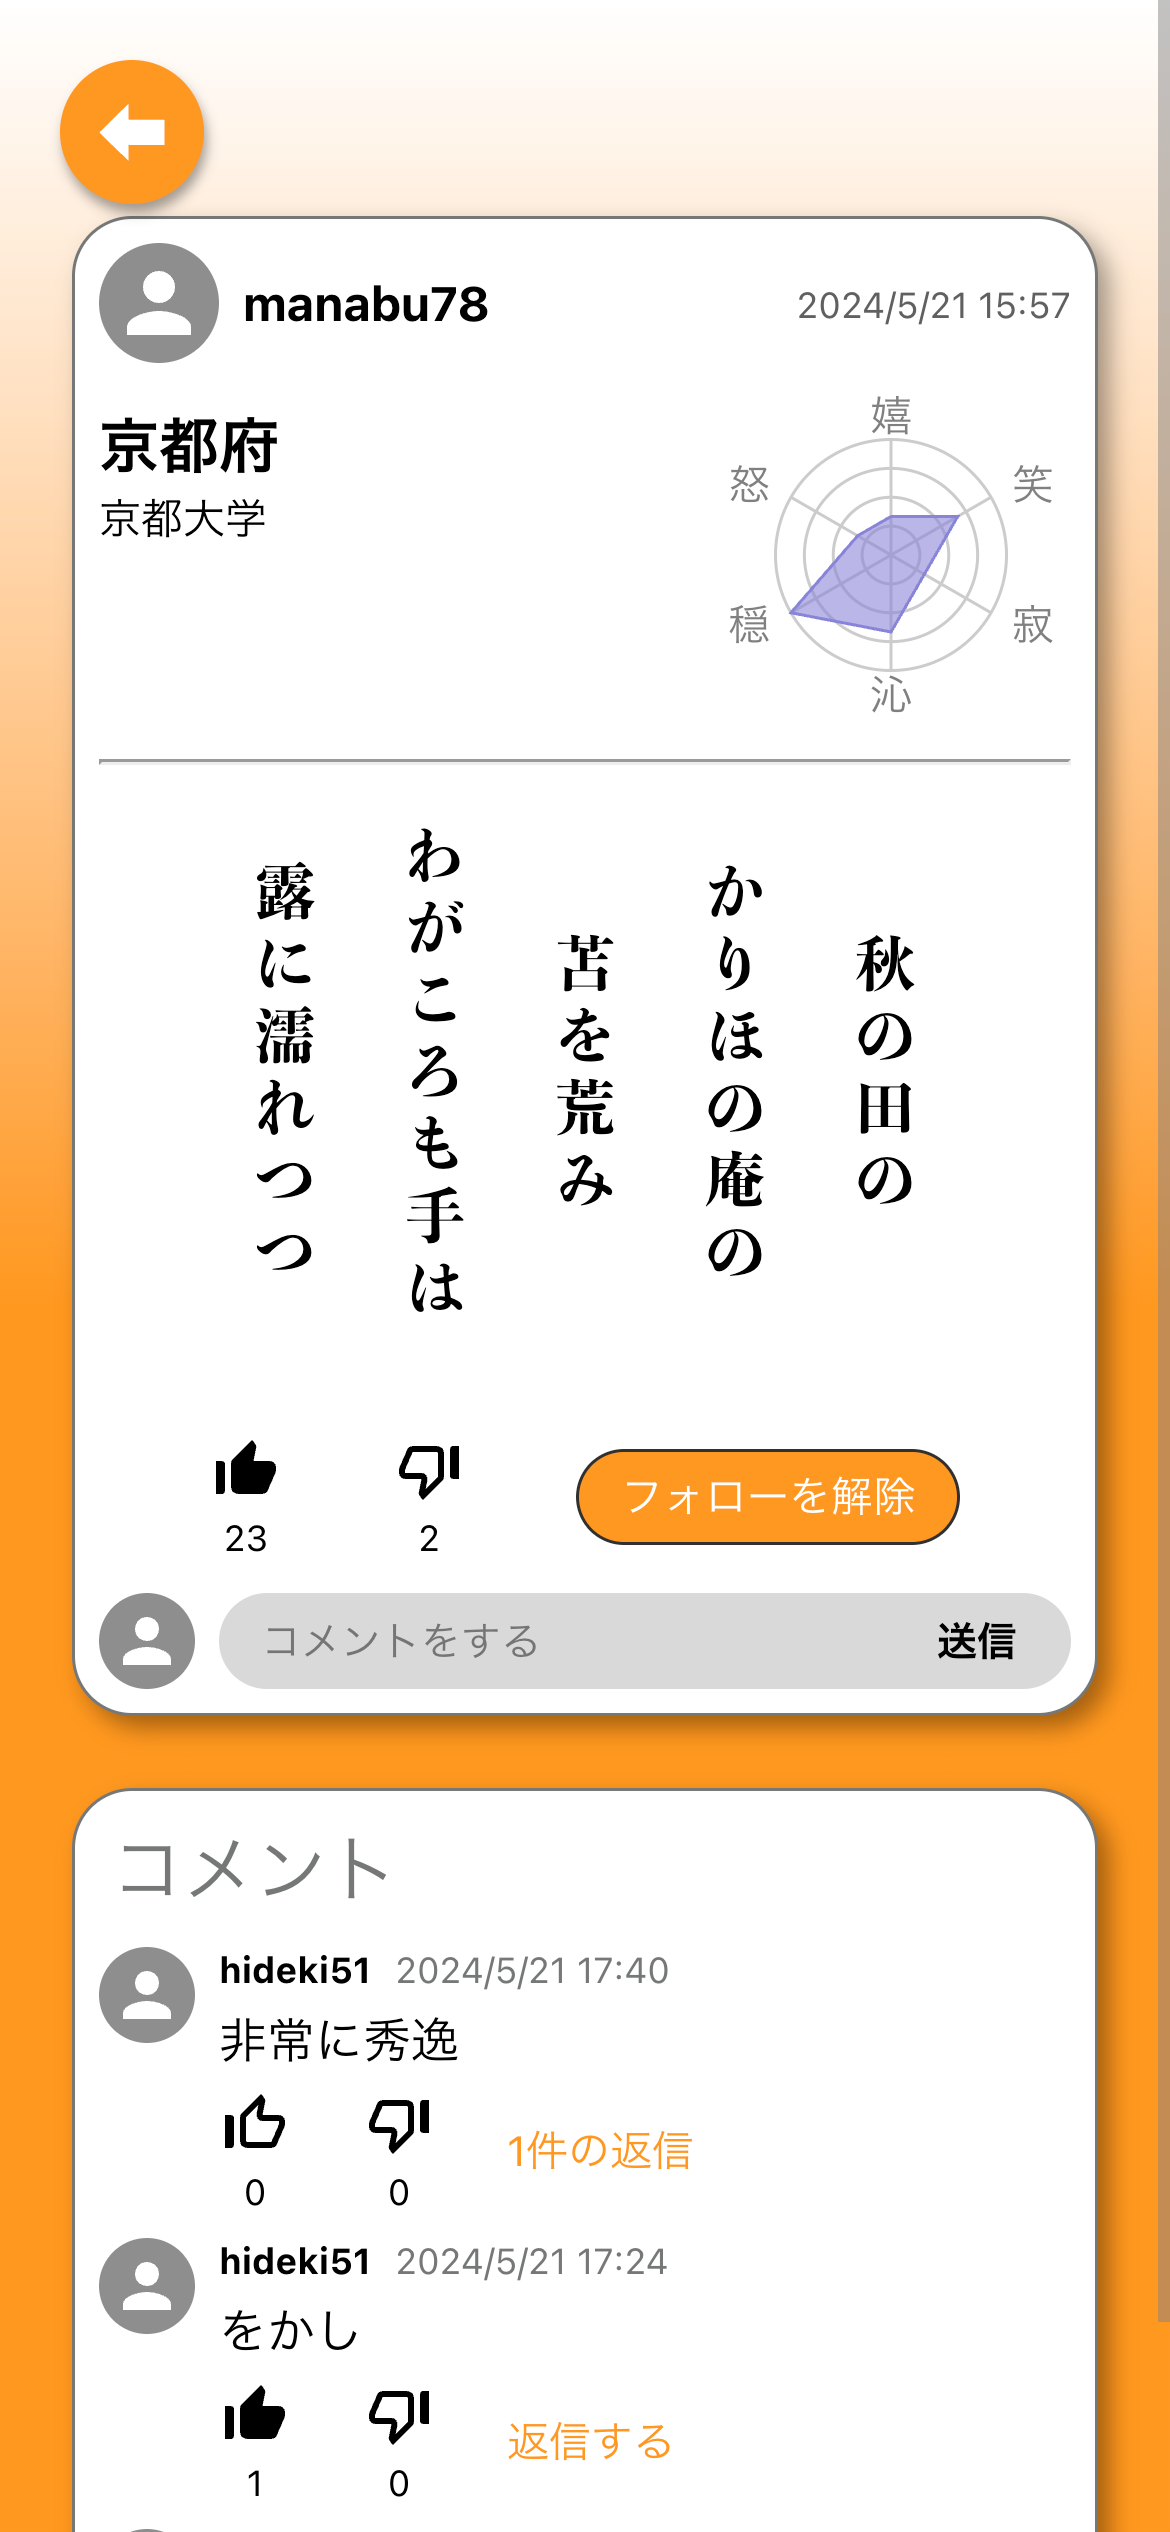 manabu78
2024/5/21 15:57
京都府
京都大学
嬉
怒
笑
穏
寂
沁
秋の田の
かりほの庵の
苫を荒み
わがころも手は
露に濡れつつ
23
2
フォローを解除
コメントをする
送信
コメント
hideki51 2024/5/21 17:40
非常に秀逸
0
0
1件の返信
hideki51 2024/5/21 17:24
をかし
1
0
返信する